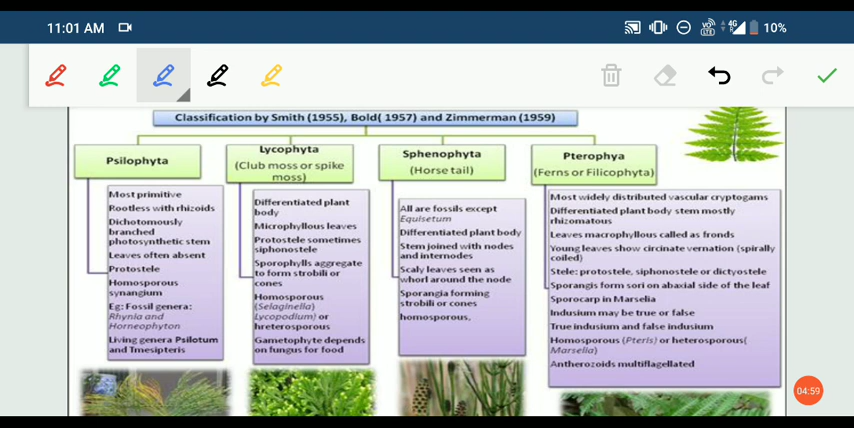 11:01 AM
VO)) LTE 4G 10%
Classification by Smith (1955), Bold( 1957) and Zimmerman (1959)
Psilophyta
Most primitive
Rootless with rhizoids
Dichotomously
branched
photosynthetic stem
Leaves often absent
Protostele
Homosporous
synangium
Eg: Fossil genera:
Rhynia and
Horneophyton
Living genera Psilotum
and Tmesipteris
Lycophyta
(Club moss or spike
moss)
Differentiated plant
body
Microphyllous leaves
Protostele sometimes
siphonostele
Sporophylls aggregate
to form strobili or
cones
Homosporous
(Selaginella)
Lycopodium) or
hreterosporous
Gametophyte depends
on fungus for food
Sphenophyta
(Horse tail)
All are fossils except
Equisetum
Differentiated plant body
Stem joined with nodes
and internodes
Scaly leaves seen as
whorl around the node
Sporangia forming
strobili or cones
homosporous,
Pterophya
(Ferns or Filicophyta)
Most widely distributed vascular cryptogams
Differentiated plant body stem mostly
rhizomatous
Leaves macrophyllous called as fronds
Young leaves show circinate vernation (spirally
coiled)
Stele: protostele, siphonostele or dictyostele
Sporangis form sori on abaxial side of the leaf
Sporocarp in Marselia
Indusium may be true or false
True indusium and false indusium
Homosporous (Pteris) or heterosporous(
Marselia)
Antherozoids multiflagellated
04:59